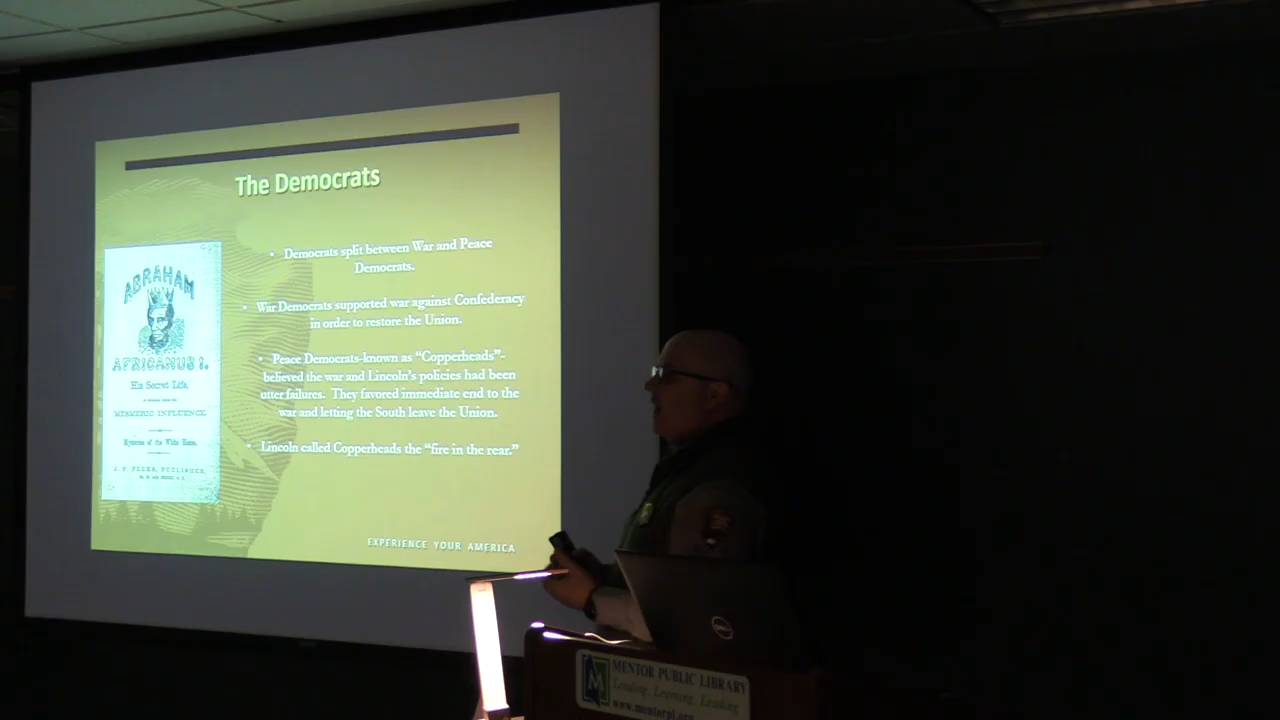 The Democrats
• Democrats split between War and Peace
Democrats.
• War Democrats supported war against Confederacy
in order to restore the Union.
• Peace Democrats-known as “Copperheads”-
believed the war and Lincoln's policies had been
utter failures. They favored immediate end to the
war and letting the South leave the Union.
• Lincoln called Copperheads the “fire in the rear.”
ABRAHAM
AFRICANUS I.
His Secret Life,
MESMERIC INFLUENCE
Mysteries of the White House.
EXPERIENCE YOUR AMERICA
DELL
M
MENTOR PUBLIC LIBRARY
Lending, Learning, Leading
www.mentorpl.org